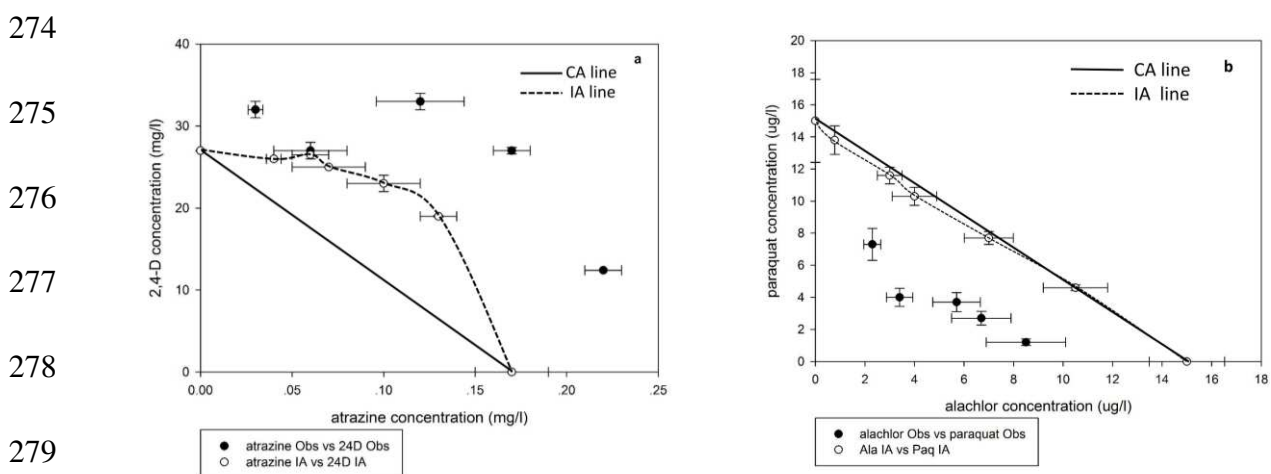 274
275
276
277
278
279
a
CA line
IA line
40
30
20
10
0
2,4-D concentration (mg/l)
0.00
.05
.10
.15
.20
.25
atrazine concentration (mg/l)
atrazine Obs vs 24D Obs
atrazine IA vs 24D IA
b
CA line
IA line
20
18
16
14
12
10
8
6
4
2
0
paraquat concentration (ug/l)
0
2
4
6
8
10
12
14
16
18
alachlor concentration (ug/l)
alachlor Obs vs paraquat Obs
Ala IA vs Paq IA